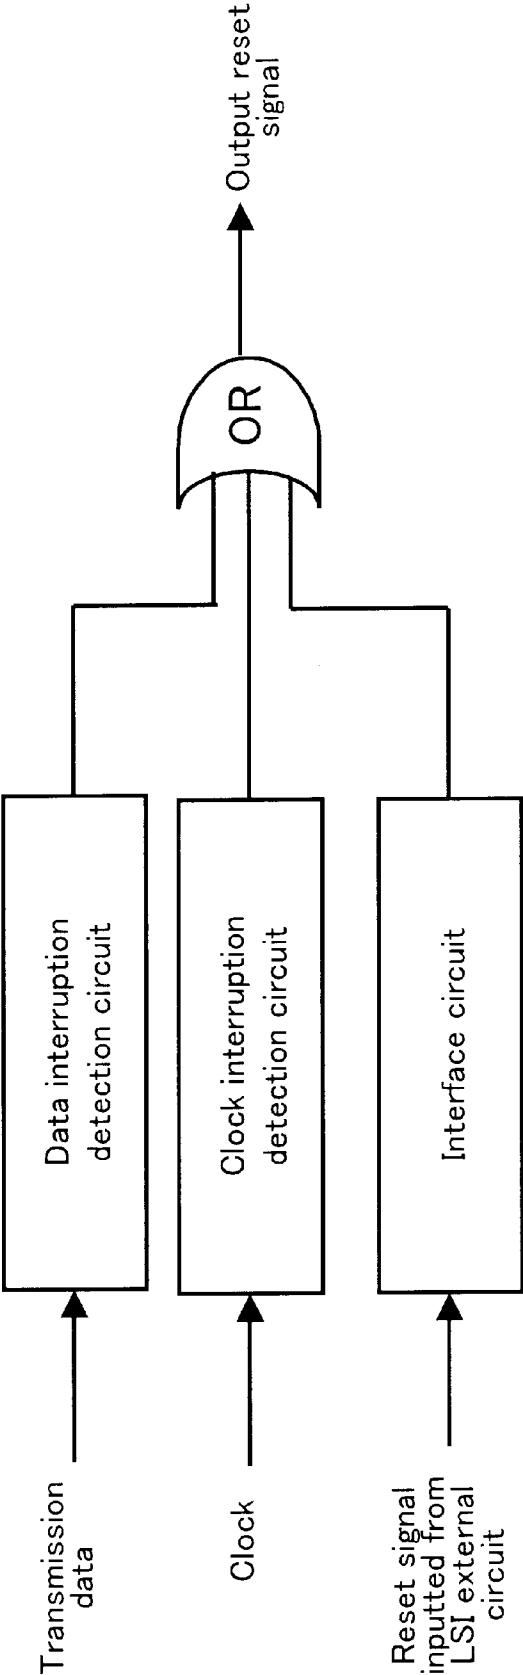 Transmission
data
Data interruption
detection circuit
Clock
Clock interruption
detection circuit
Reset signal
inputted from
LSI external
circuit
Interface circuit
OR
Output reset
signal